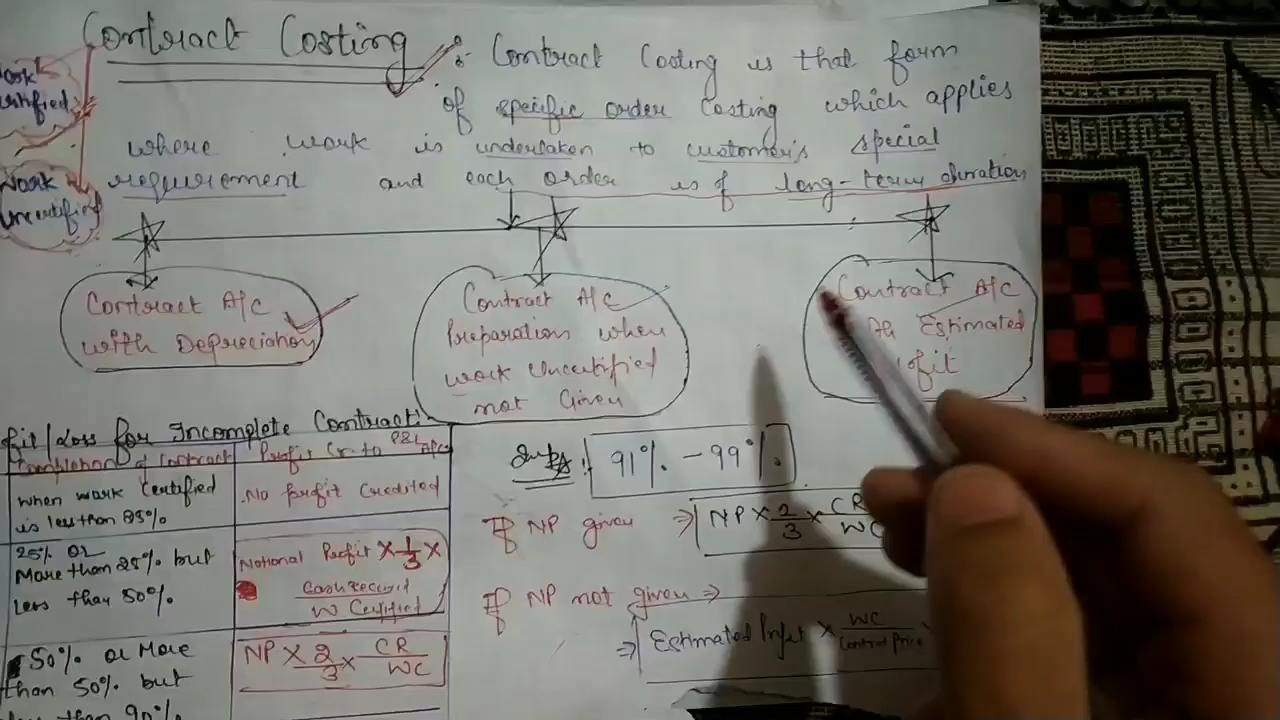 Contract Costing : Contract Costing is that form
of specific order Costing which applies
where work is undertaken to customer's special
requirement and each order is of long-term duration
Work
Uncertified
Contract A/C
with Depreciation
Contract A/C
Preparation when
work Uncertified
not Given
Contract A/C
Estimated
ofit
fit/Loss for Incomplete Contract:
Completion of Contract
Profit Cr. to P&L A/c
when work Certified
is less than 25%
No Profit Credited
25% or
More than 25% but
Less than 50%
Notional Profit × 1/3 ×
Cash Received
W Certified
50% or More
than 50% but
than 90%
NP × 2/3 × CR/WC
91% - 99%
If NP given ⇒ NP × 2/3 × CR/WC
If NP not given ⇒
⇒ Estimated × WC/Contract Price